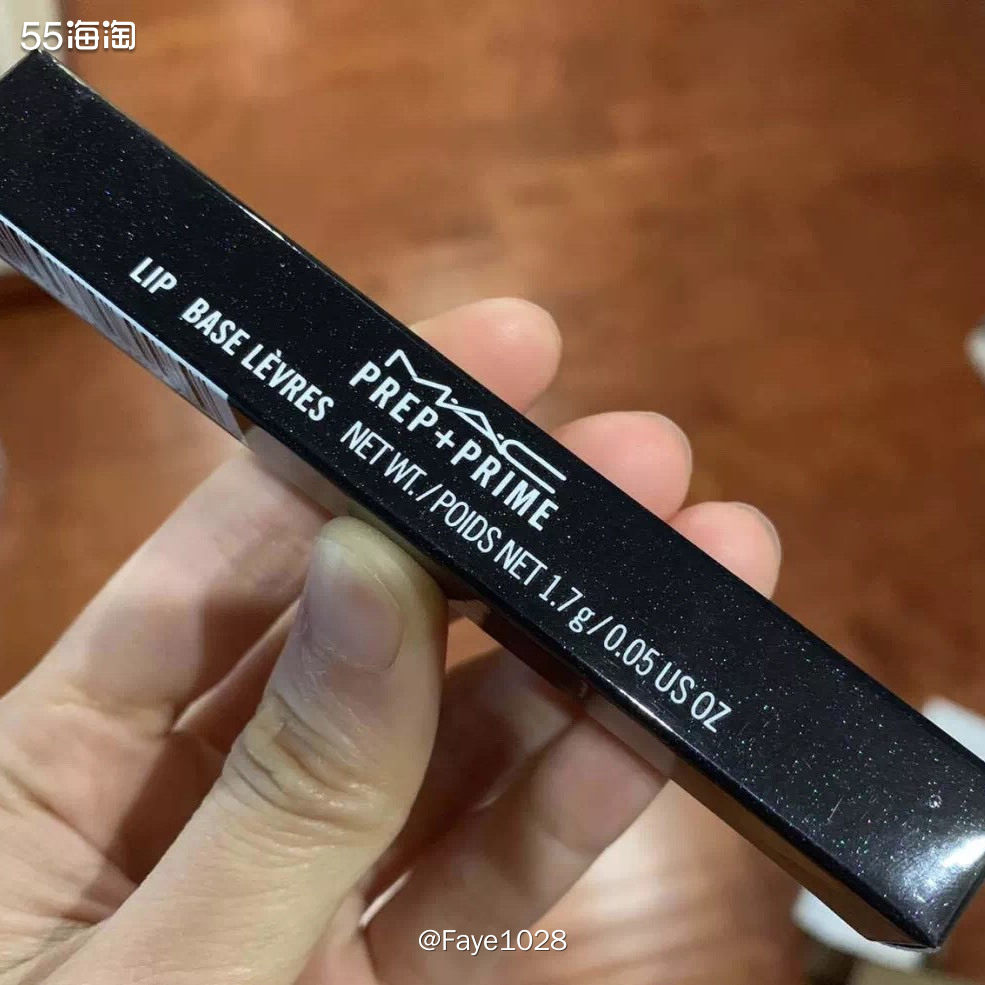 55海淘
M·A·C
PREP+PRIME
LIP BASE LÈVRES
NET WT. / POIDS NET 1.7 g / 0.05 US OZ
@Faye1028